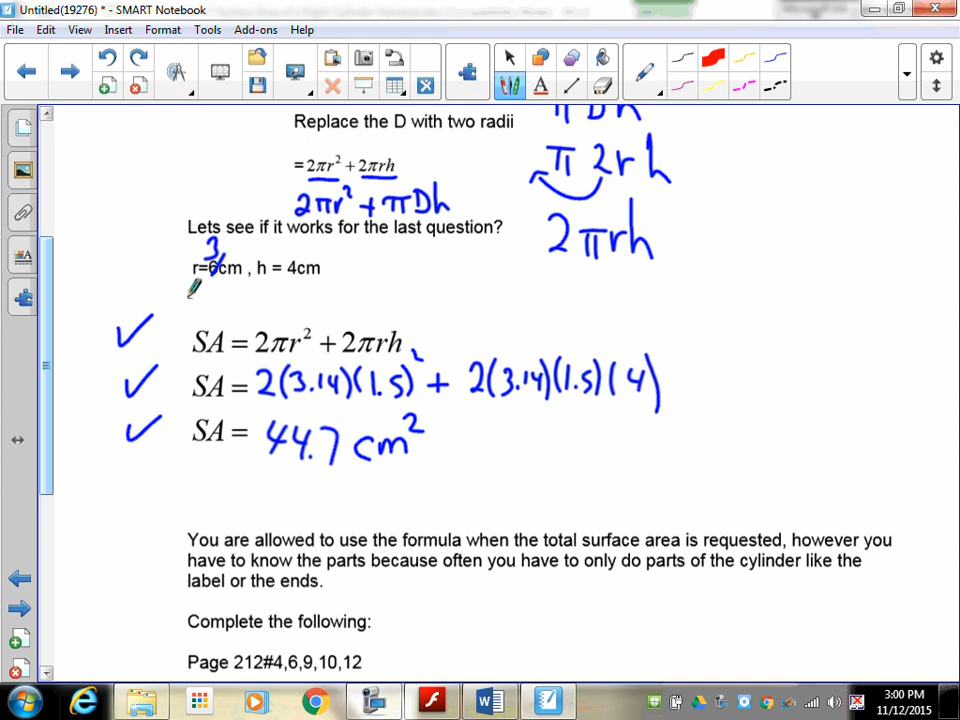 Untitled(19276) * - SMART Notebook
File Edit View Insert Format Tools Add-ons Help
Replace the D with two radii
π D h
= 2πr² + 2πrh
π 2rh
2πr² + πDh
2πrh
Lets see if it works for the last question?
3
r=6cm , h = 4cm
SA = 2πr² + 2πrh
SA = 2(3.14)(1.5)² + 2(3.14)(1.5)(4)
SA = 44.7 cm²
You are allowed to use the formula when the total surface area is requested, however you
have to know the parts because often you have to only do parts of the cylinder like the
label or the ends.
Complete the following:
Page 212#4,6,9,10,12
3:00 PM
11/12/2015